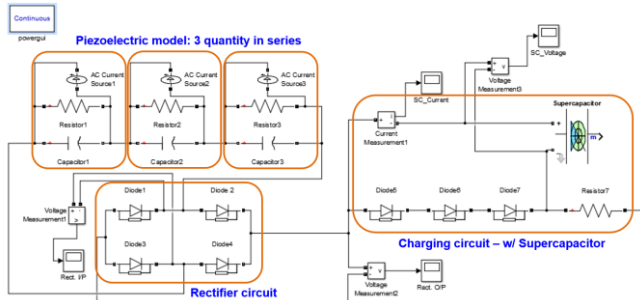 Continuous
powergui
Piezoelectric model: 3 quantity in series
AC Current
Source1
AC Current
Source2
AC Current
Source3
Resistor1
Resistor2
Resistor3
Capacitor1
Capacitor2
Capacitor3
SC_Voltage
Voltage
Measurement3
SC_Current
Current
Measurement1
Supercapacitor
m
Diode5
Diode6
Diode7
Resistor7
Charging circuit – w/ Supercapacitor
Diode1
Diode 2
Voltage
Measurement1
Diode3
Diode4
Rect. I/P
Rectifier circuit
Voltage
Measurement2
Rect. O/P